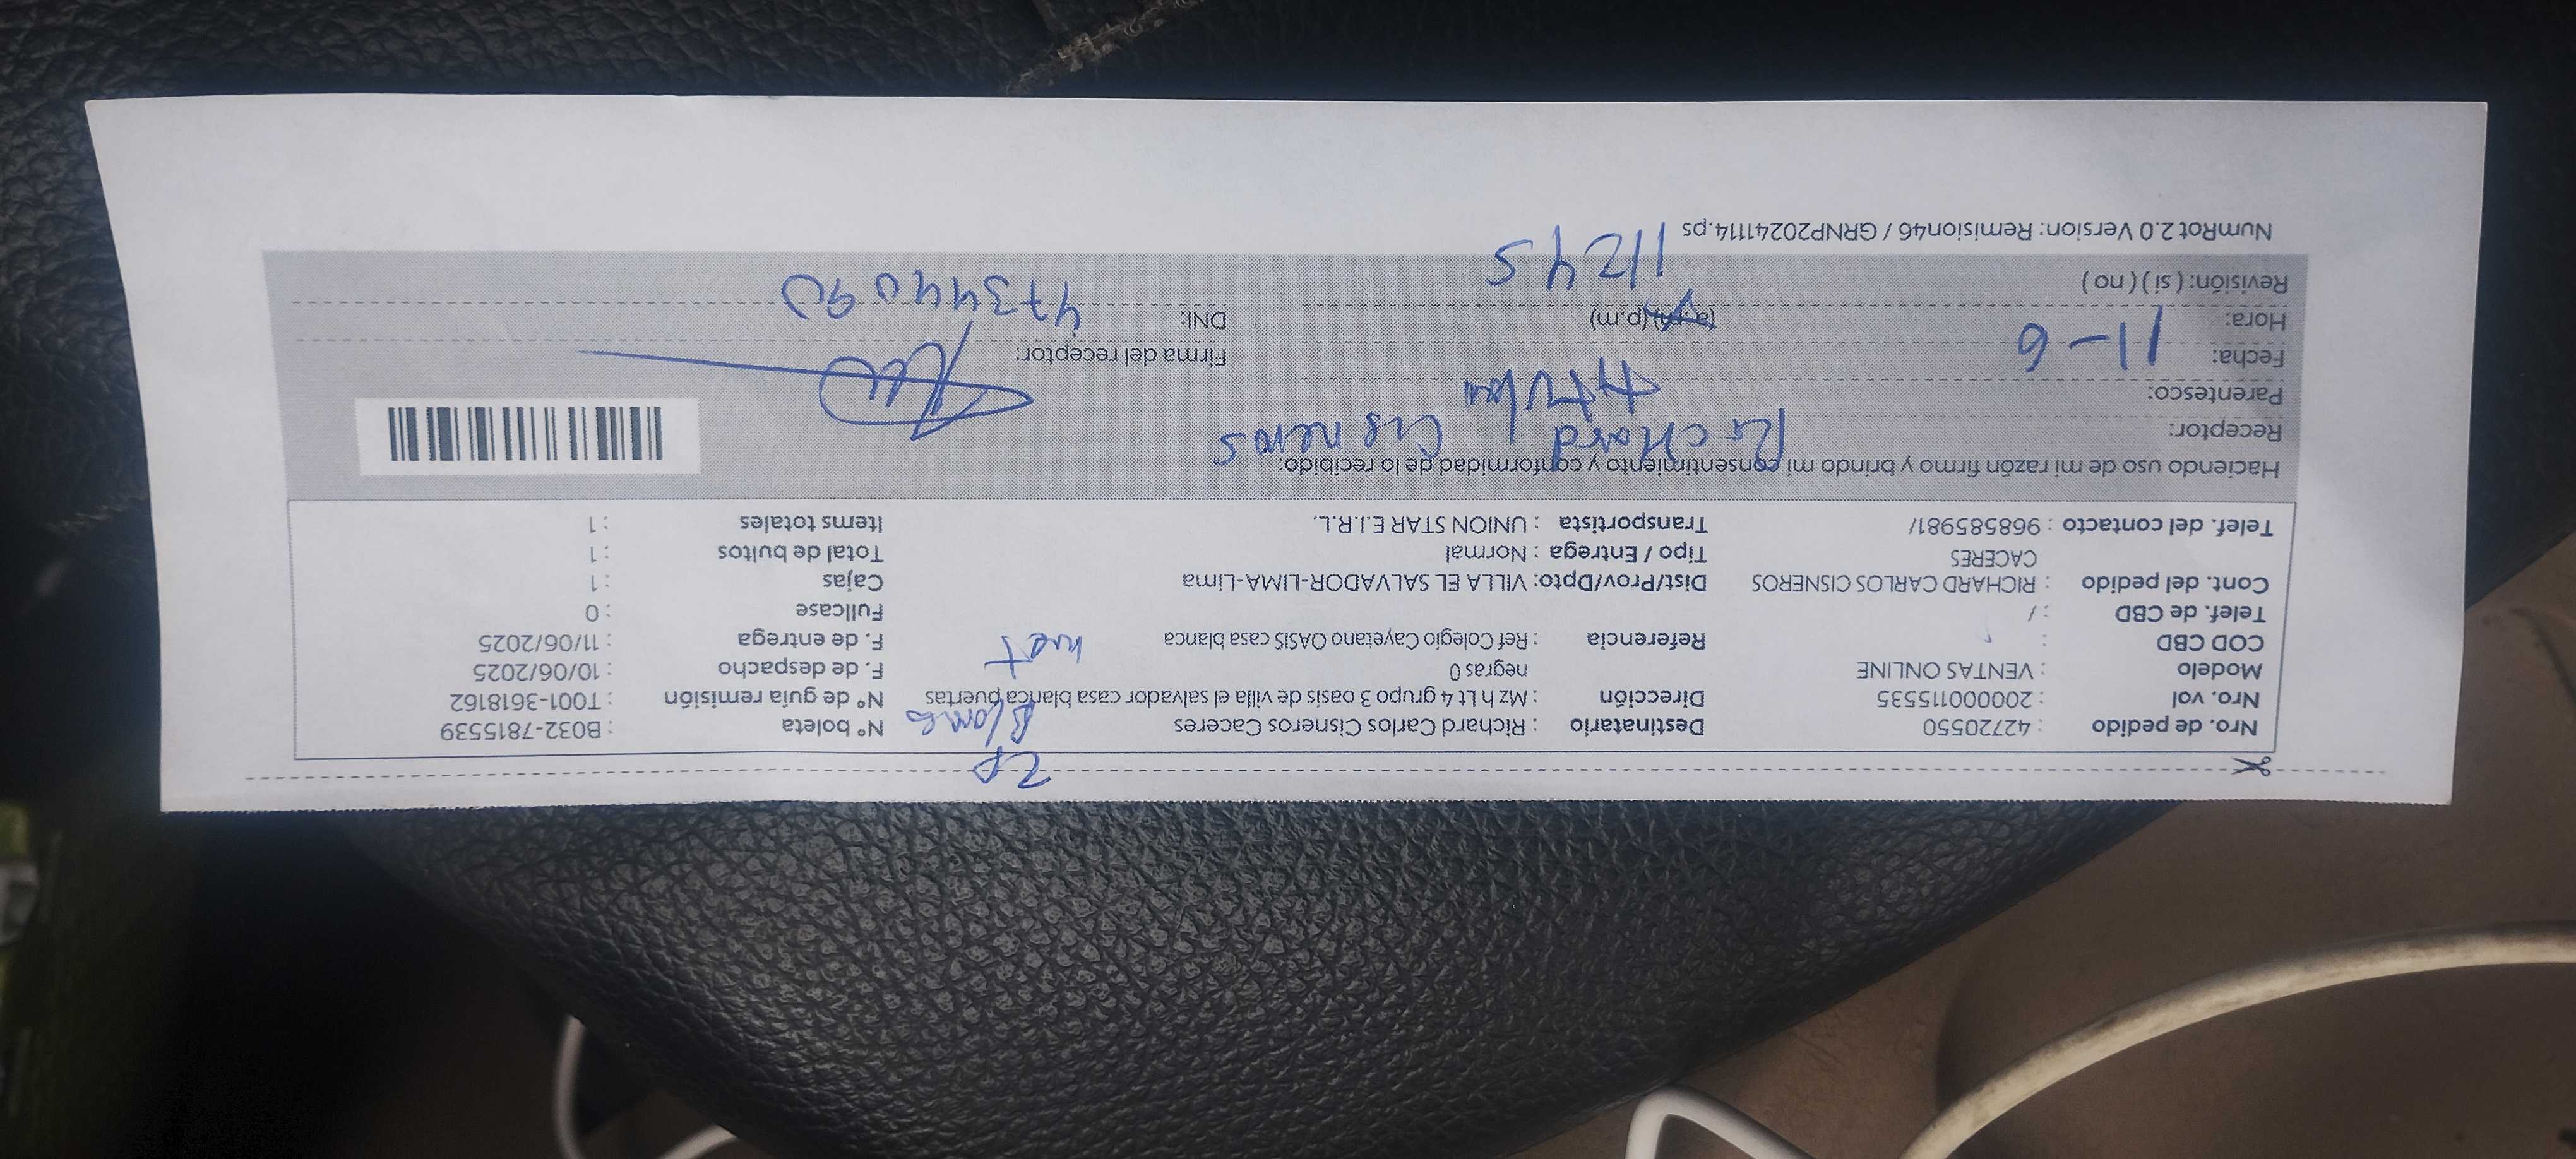 2P
Nro. de pedido : 42720550 Destinatario : Richard Carlos Cisneros Caceres Nº boleta : B032-7815539
Nro. vol : 20000115535 Dirección : Mz h Lt 4 grupo 3 oasis de villa el salvador casa blanca puertas Nº de guía remisión : T001-3618162
Modelo : VENTAS ONLINE negras 0 F. de despacho : 10/06/2025
COD CBD : Referencia : Ref Colegio Cayetano OASIS casa blanca F. de entrega : 11/06/2025
Telef. de CBD : / Fullcase : 0
Cont. del pedido : RICHARD CARLOS CISNEROS Dist/Prov/Dpto: VILLA EL SALVADOR-LIMA-Lima Cajas : 1
CACERES Tipo / Entrega : Normal Total de bultos : 1
Telef. del contacto : 968585981/ Transportista : UNION STAR E.I.R.L. Items totales : 1
Haciendo uso de mi razón firmo y brindo mi consentimiento y conformidad de lo recibido:
Receptor: Richard Cisneros
Parentesco: Titular
Fecha: 11-6 Firma del receptor:
Hora: (a.m) (p.m) DNI: 47344090
Revisión: ( si ) ( no ) 11245
NumRot 2.0 Version: Remision46 / GRNP20241114.ps